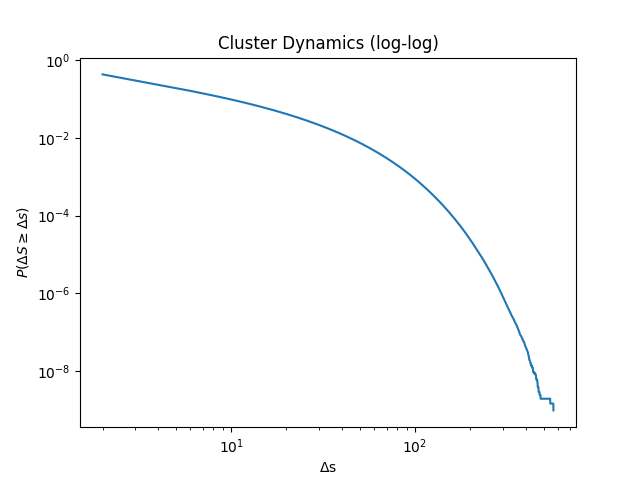 Cluster Dynamics (log-log)
10⁰
10⁻²
10⁻⁴
10⁻⁶
10⁻⁸
P(ΔS ≥ Δs)
10¹
10²
Δs